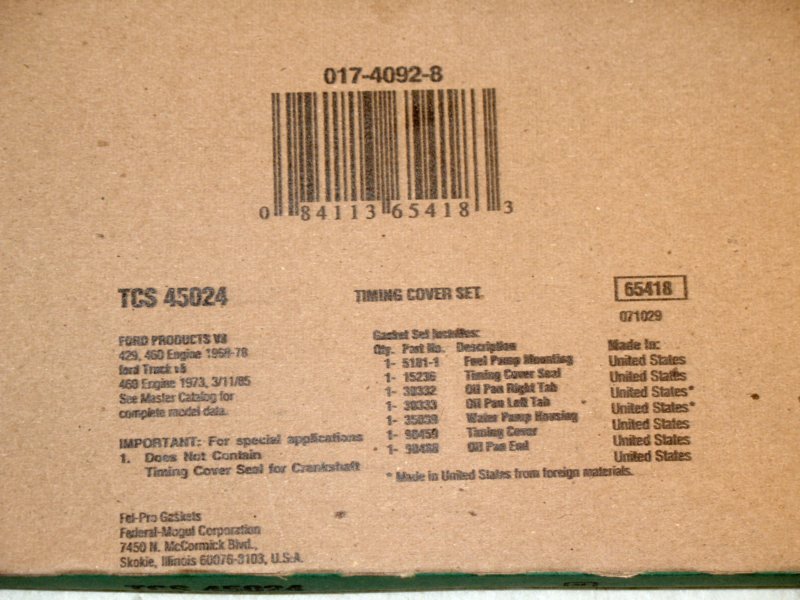 017-4092-8
0 84113 65418 3
TCS 45024
TIMING COVER SET
65418
071029
FORD PRODUCTS V8
429, 460 Engine 1968-78
ford Truck v8
460 Engine 1973, 3/11/85
See Master Catalog for
complete model data.
IMPORTANT: For special applications
1. Does Not Contain
Timing Cover Seal for Crankshaft
Gasket Set Includes:
Qty. Part No. Description Made In:
1- 5181-1 Fuel Pump Mounting United States
1- 15236 Timing Cover Seal United States
1- 30332 Oil Pan Right Tab United States*
1- 30333 Oil Pan Left Tab United States*
1- Water Pump Housing United States
1- Timing Cover United States
1- Oil Pan End United States
* Made in United States from foreign materials.
Fel-Pro Gaskets
Federal-Mogul Corporation
7450 N. McCormick Blvd.,
Skokie, Illinois 60076-3103, U.S.A.
TCS 45024